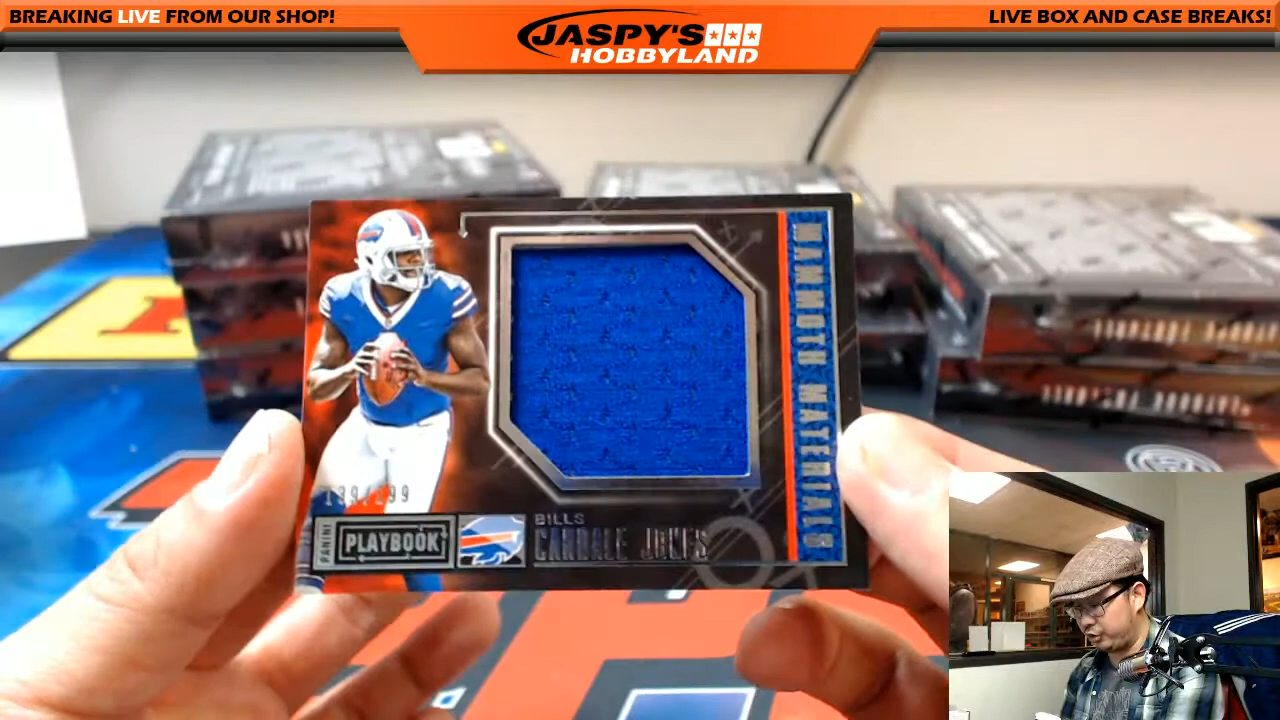 BREAKING LIVE FROM OUR SHOP!
JASPY'S
HOBBYLAND
LIVE BOX AND CASE BREAKS!
MAMMOTH MATERIALS
PANINI
PLAYBOOK
BILLS
CARDALE JONES